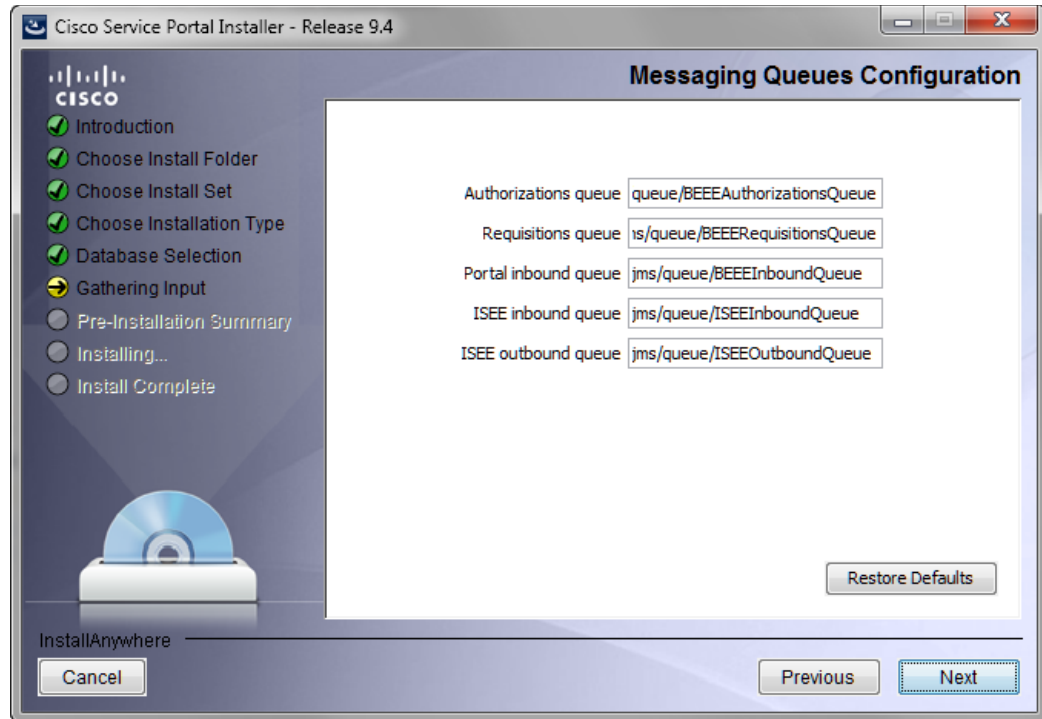 Cisco Service Portal Installer - Release 9.4
CISCO
Messaging Queues Configuration
Introduction
Choose Install Folder
Choose Install Set
Choose Installation Type
Database Selection
Gathering Input
Pre-Installation Summary
Installing...
Install Complete
Authorizations queue queue/BEEEAuthorizationsQueue
Requisitions queue s/queue/BEEERequisitionsQueue
Portal inbound queue jms/queue/BEEEInboundQueue
ISEE inbound queue jms/queue/ISEEInboundQueue
ISEE outbound queue jms/queue/ISEEOutboundQueue
Restore Defaults
InstallAnywhere
Cancel
Previous
Next